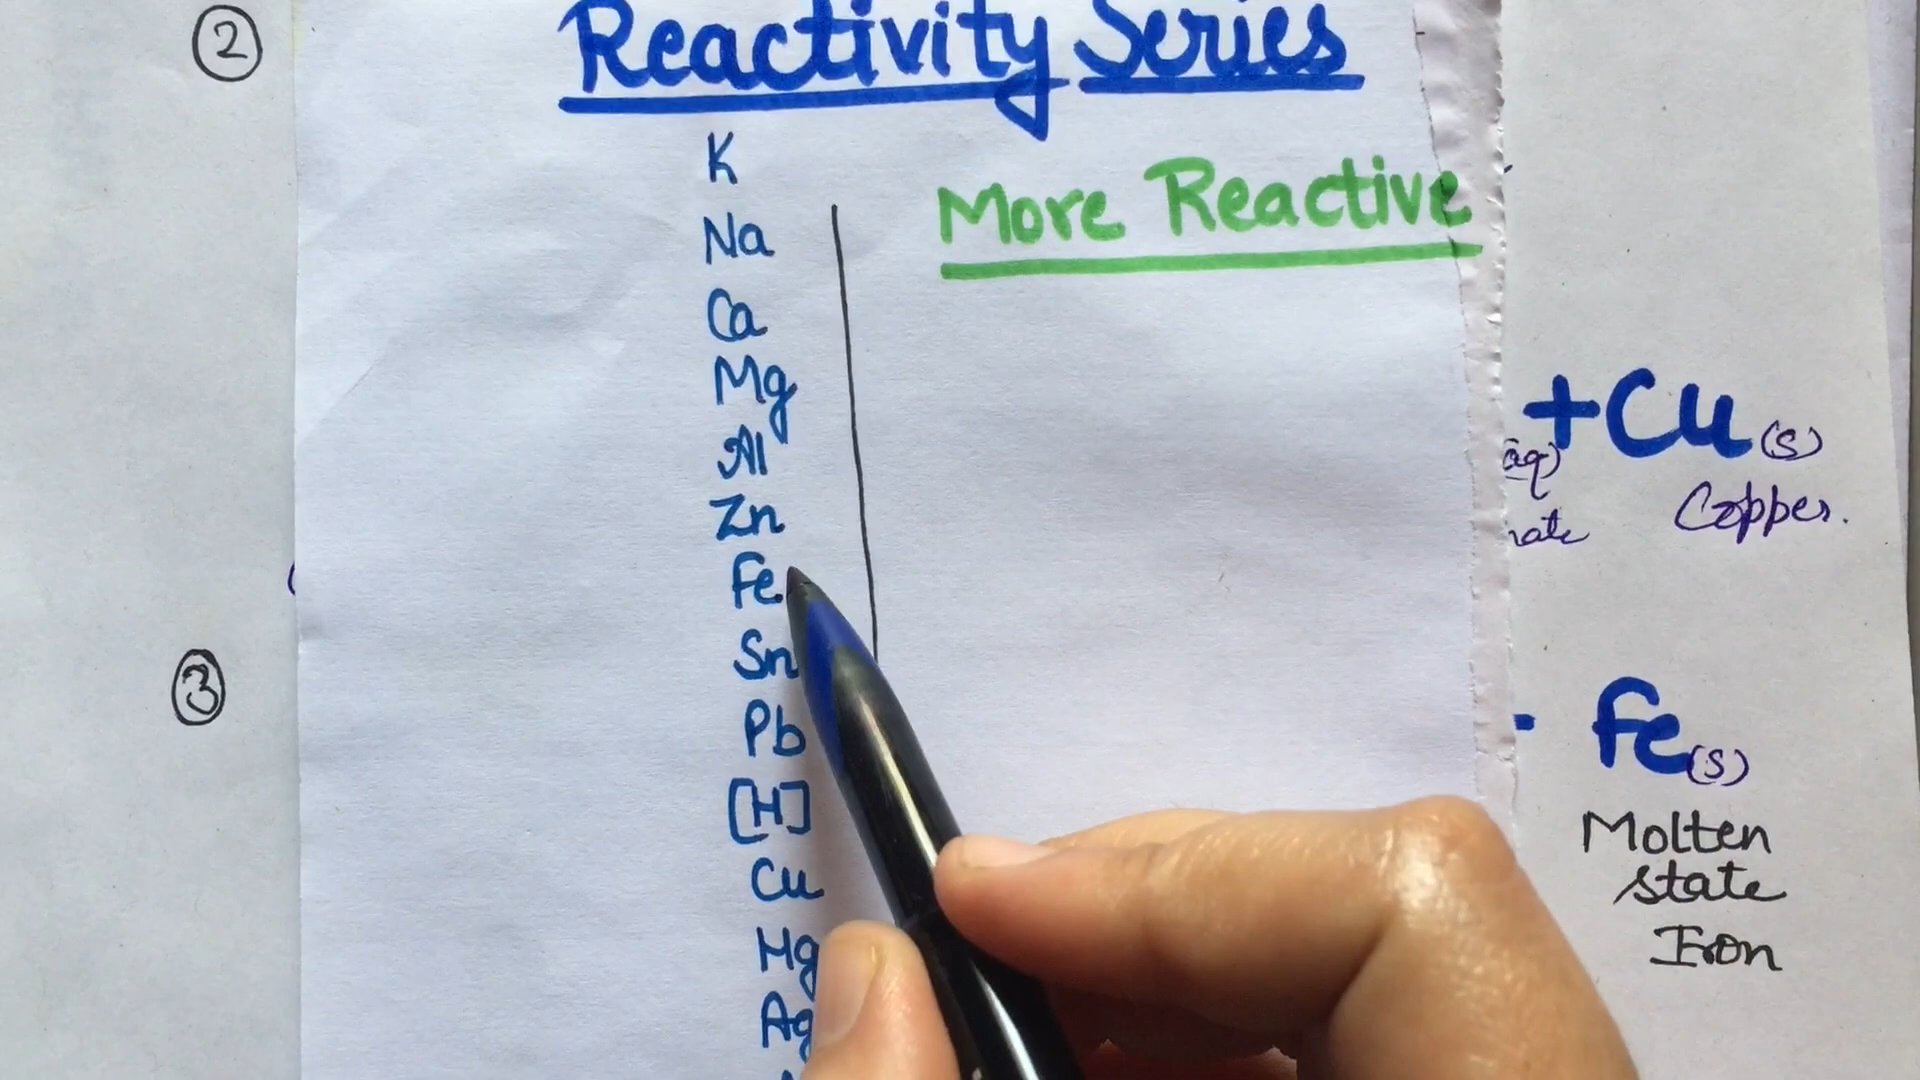 ②
Reactivity Series
K
More Reactive
Na
Ca
Mg
Al
+Cu(s)
(aq)
Zn
Copper.
Fe
Sn
③
Fe(s)
Pb
[H]
Molten
state
Iron
Cu
Hg
Ag